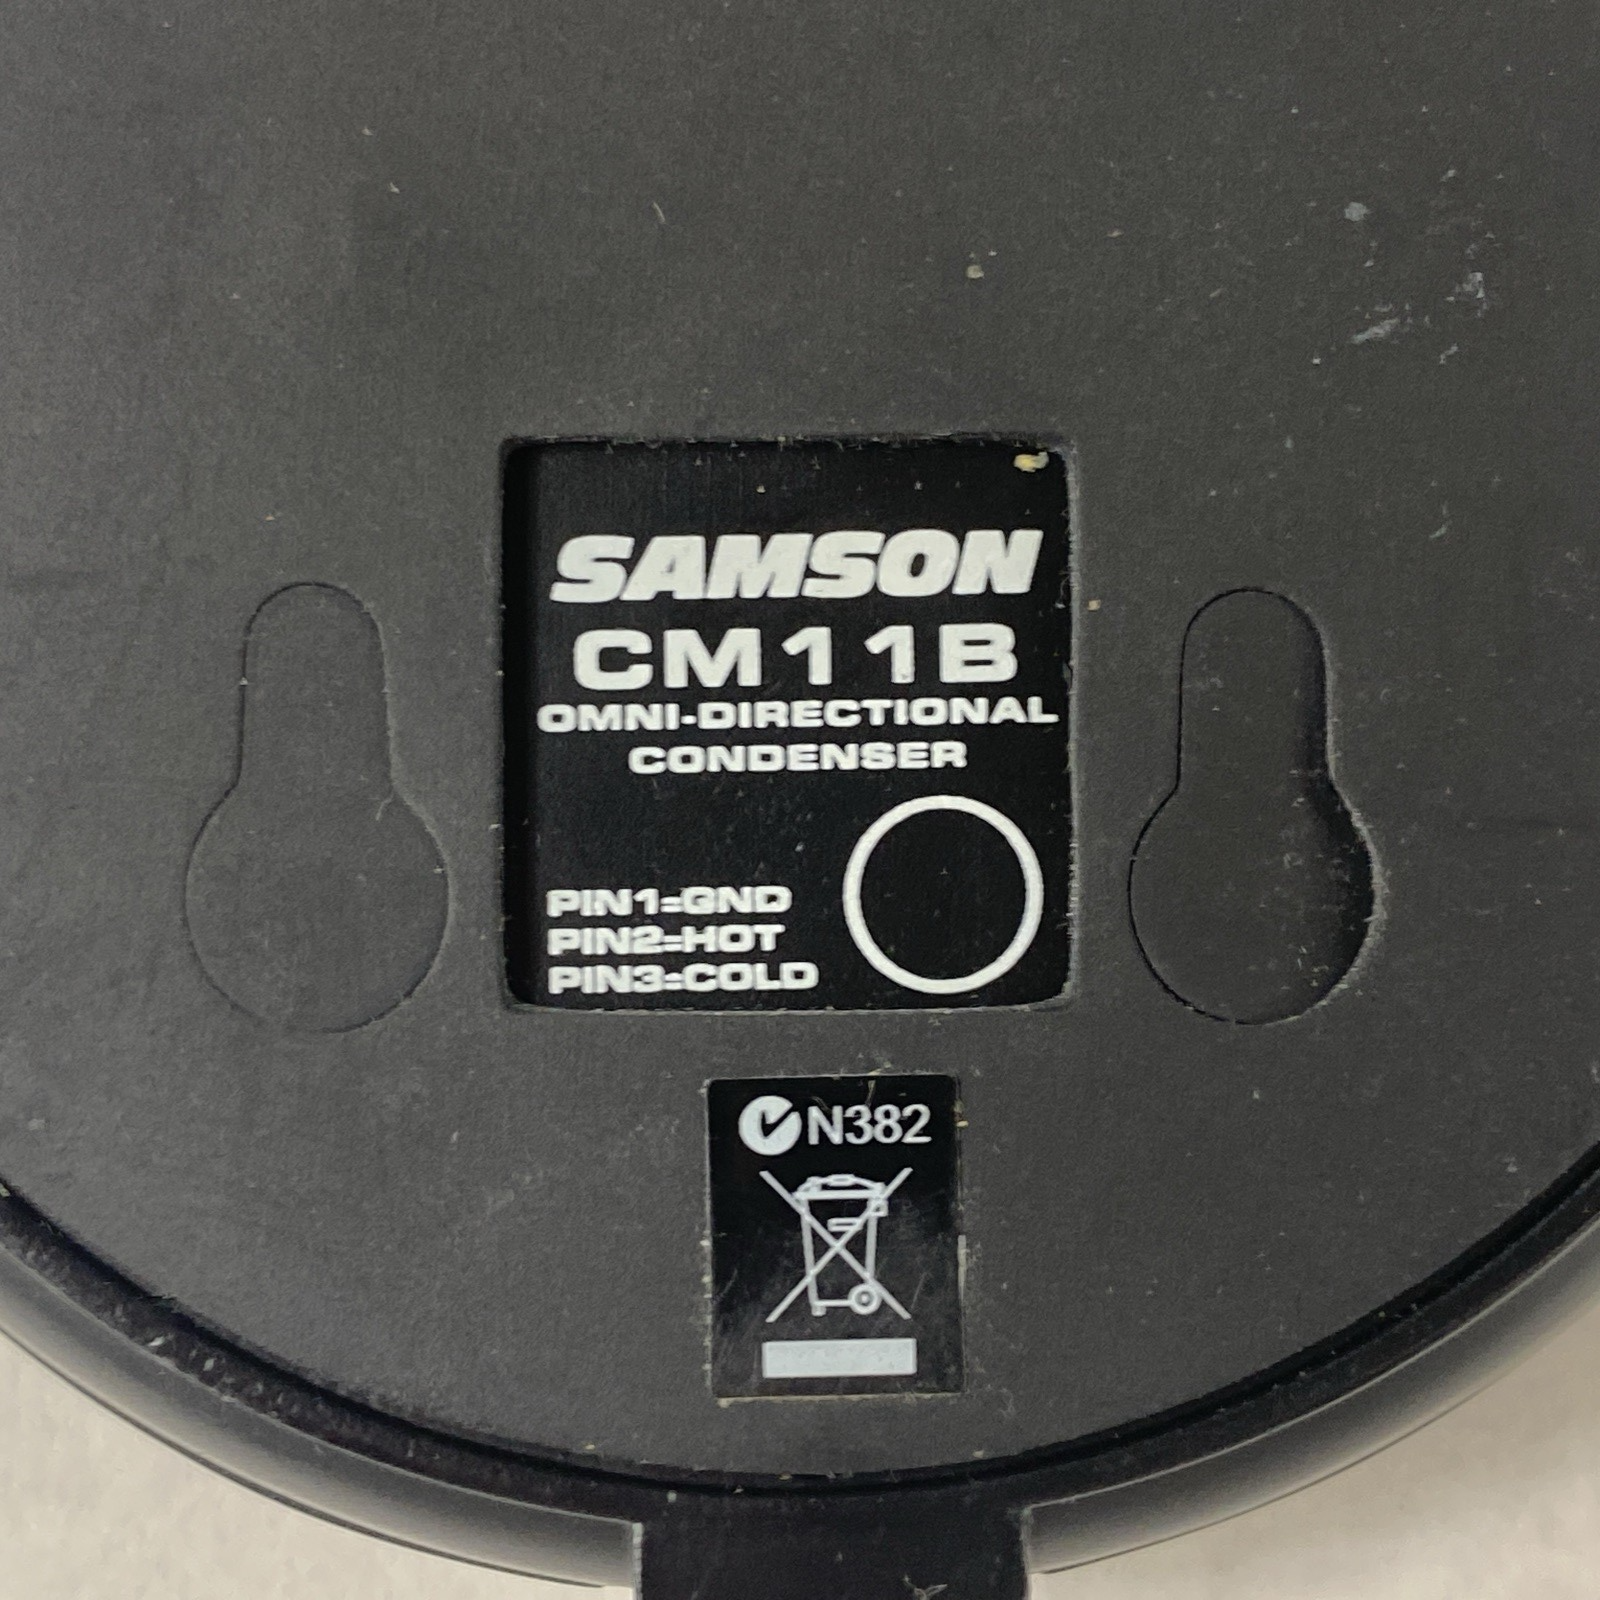 SAMSON
CM11B
OMNI-DIRECTIONAL
CONDENSER
PIN1=GND
PIN2=HOT
PIN3=COLD
N382